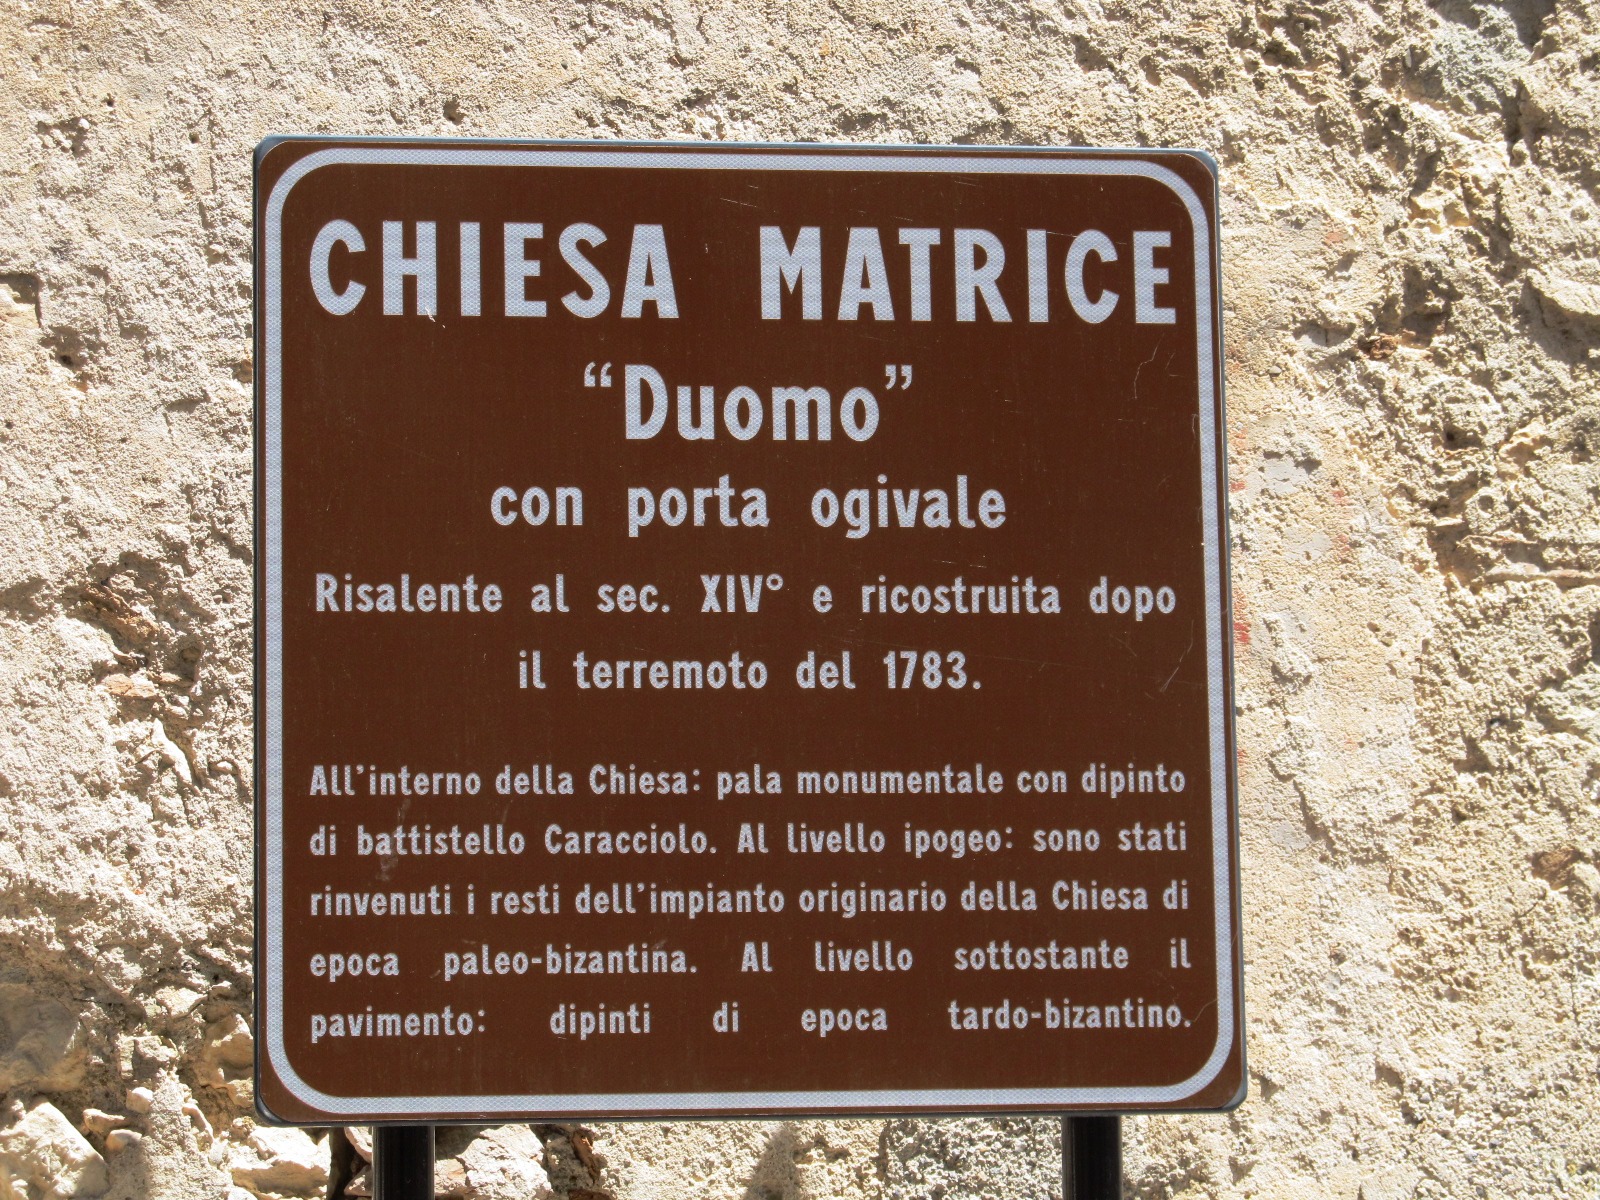 CHIESA MATRICE
“Duomo”
con porta ogivale
Risalente al sec. XIV° e ricostruita dopo
il terremoto del 1783.
All'interno della Chiesa: pala monumentale con dipinto
di battistello Caracciolo. Al livello ipogeo: sono stati
rinvenuti i resti dell'impianto originario della Chiesa di
epoca paleo-bizantina. Al livello sottostante il
pavimento: dipinti di epoca tardo-bizantino.